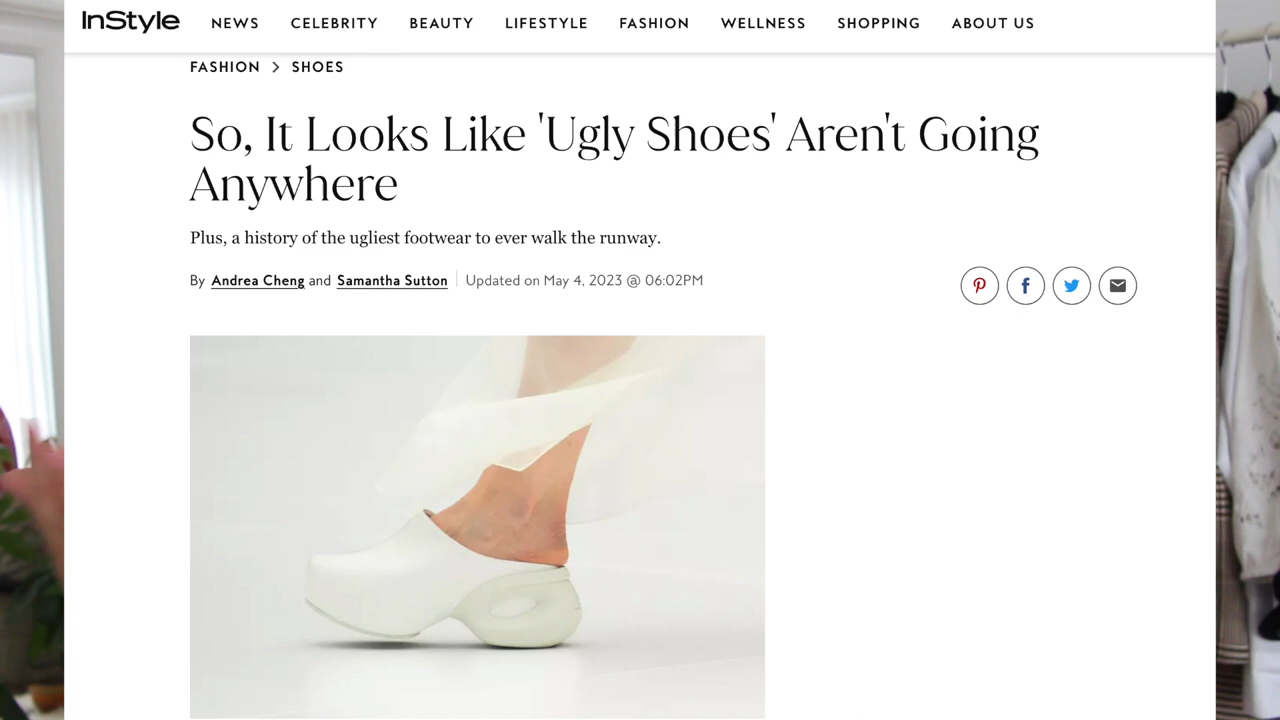 InStyle NEWS CELEBRITY BEAUTY LIFESTYLE FASHION WELLNESS SHOPPING ABOUT US
FASHION > SHOES
So, It Looks Like 'Ugly Shoes' Aren't Going
Anywhere
Plus, a history of the ugliest footwear to ever walk the runway.
By Andrea Cheng and Samantha Sutton Updated on May 4, 2023 @ 06:02PM